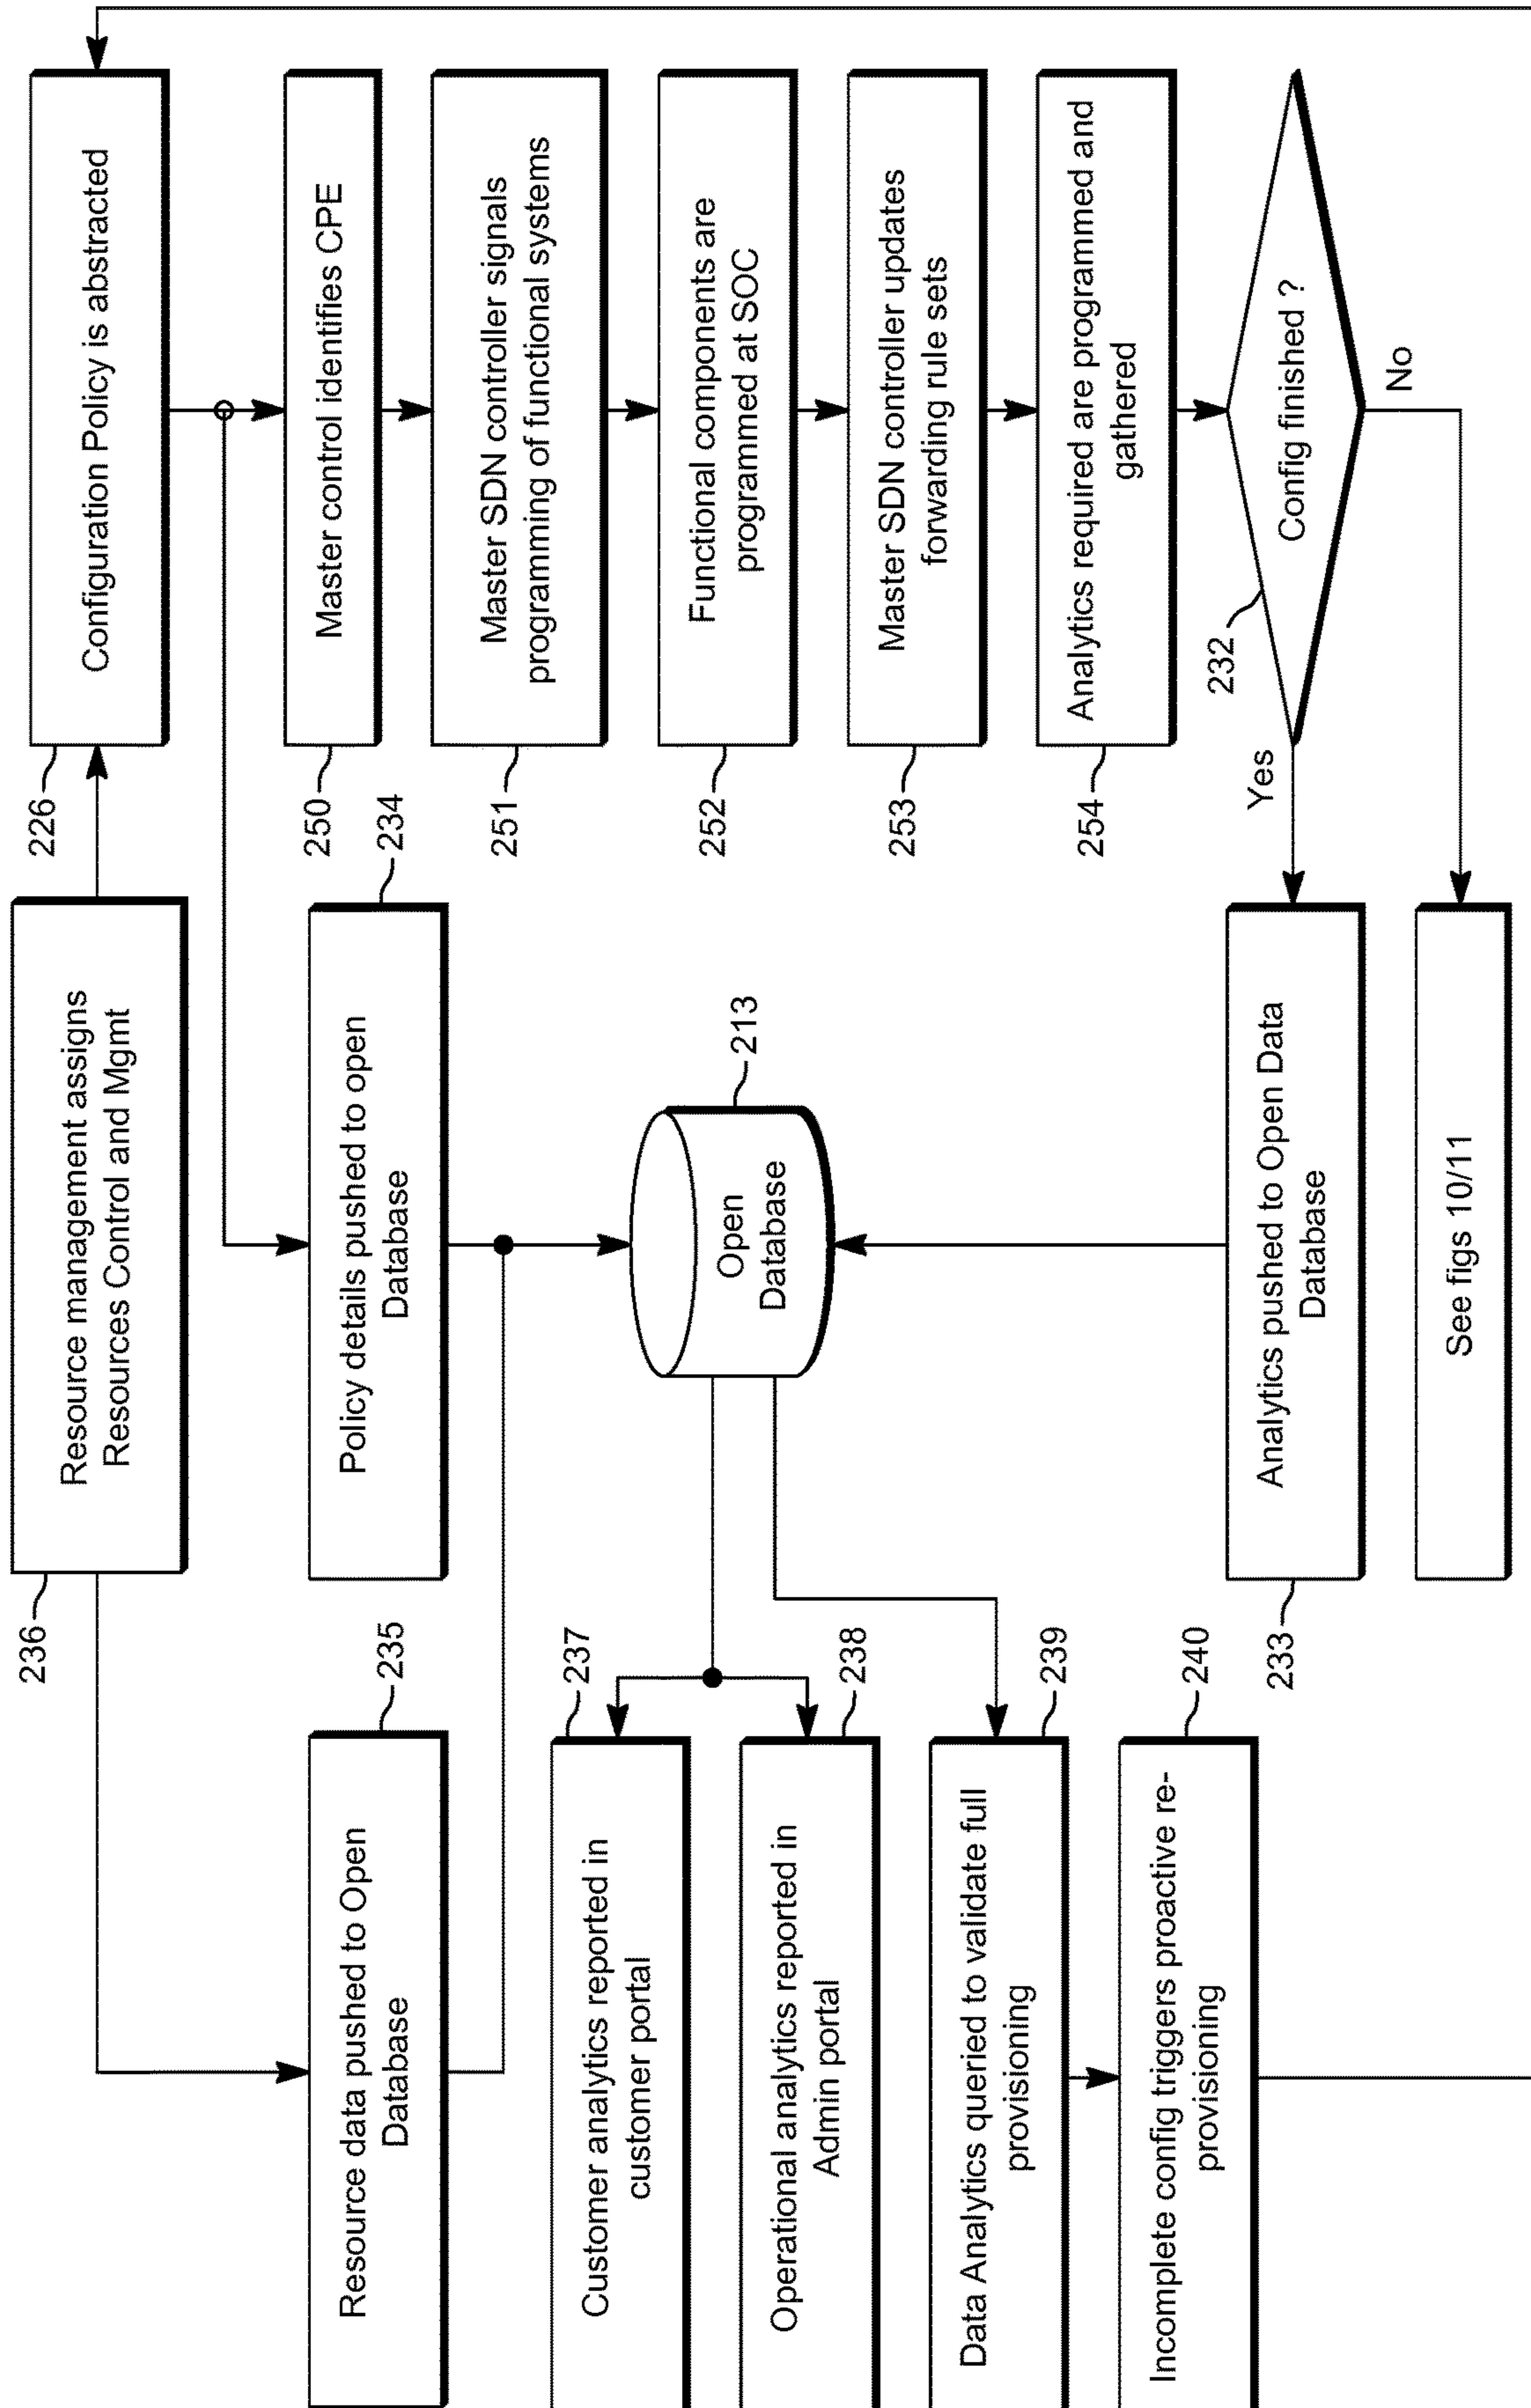 236
Resource management assigns
Resources Control and Mgmt
226
Configuration Policy is abstracted
235
Resource data pushed to Open
Database
234
Policy details pushed to open
Database
250
Master control identifies CPE
251
Master SDN controller signals
programming of functional systems
237
Customer analytics reported in
customer portal
213
Open
Database
252
Functional components are
programmed at SOC
238
Operational analytics reported in
Admin portal
253
Master SDN controller updates
forwarding rule sets
239
Data Analytics queried to validate full
provisioning
254
Analytics required are programmed and
gathered
240
Incomplete config triggers proactive re-
provisioning
233
Analytics pushed to Open Data
Database
Yes
232
Config finished ?
No
See figs 10/11